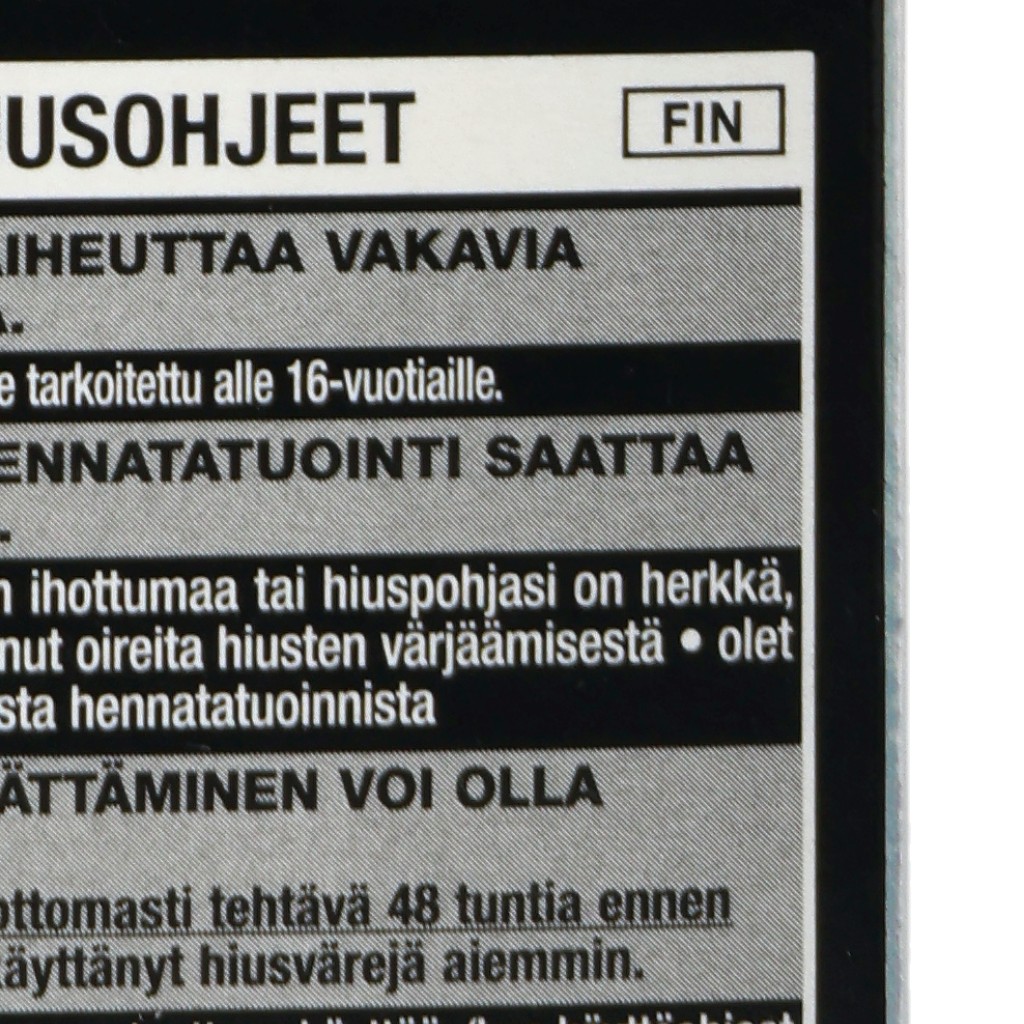 USOHJEET
FIN
AIHEUTTAA VAKAVIA
A.
e tarkoitettu alle 16-vuotiaille.
ENNATATUOINTI SAATTAA
.
n ihottumaa tai hiuspohjasi on herkkä,
nut oireita hiusten värjäämisestä • olet
sta hennatatuoinnista
ÄTTÄMINEN VOI OLLA
ottomasti tehtävä 48 tuntia ennen
käyttänyt hiusvärejä aiemmin.